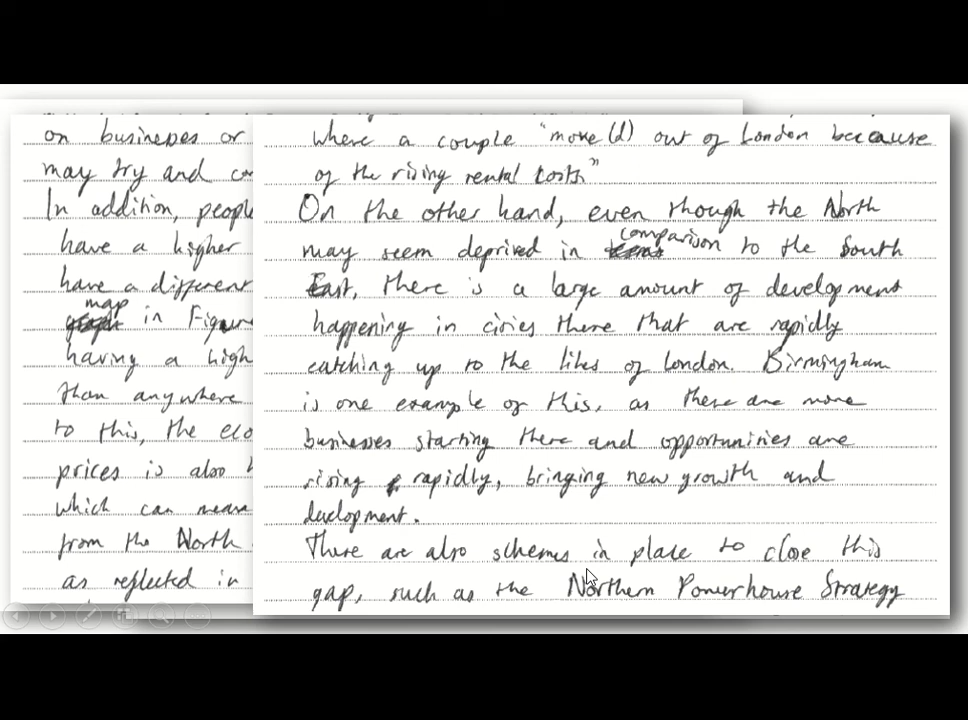 on businesses or
may try and co
In addition, people
have a higher
have a different
map
graph in Figur
having a high
than anywhere
to this, the eco
prices is also h
which can mean
from the North
as reflected in
where a couple "move(d) out of London because
of the rising rental costs"
On the other hand, even though the North
may seem deprived in comparison to the South
East, there is a large amount of development
happening in cities there that are rapidly
catching up to the likes of London. Birmingham
is one example of this, as there are more
businesses starting there and opportunities are
rising rapidly, bringing new growth and
development.
There are also schemes in place to close this
gap, such as the Northern Powerhouse Strategy